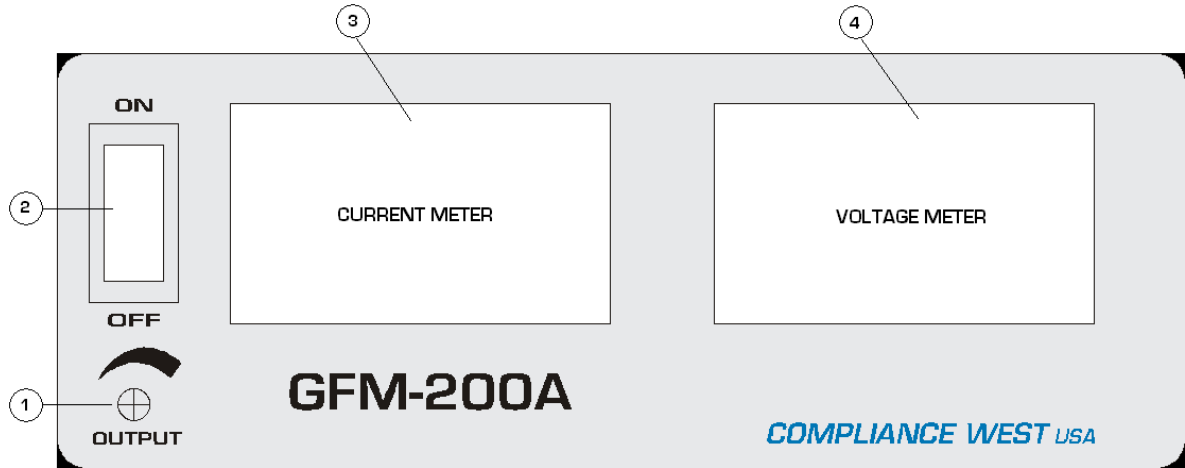 3
4
ON
2
CURRENT METER
VOLTAGE METER
OFF
1
OUTPUT
GFM-200A
COMPLIANCE WEST USA